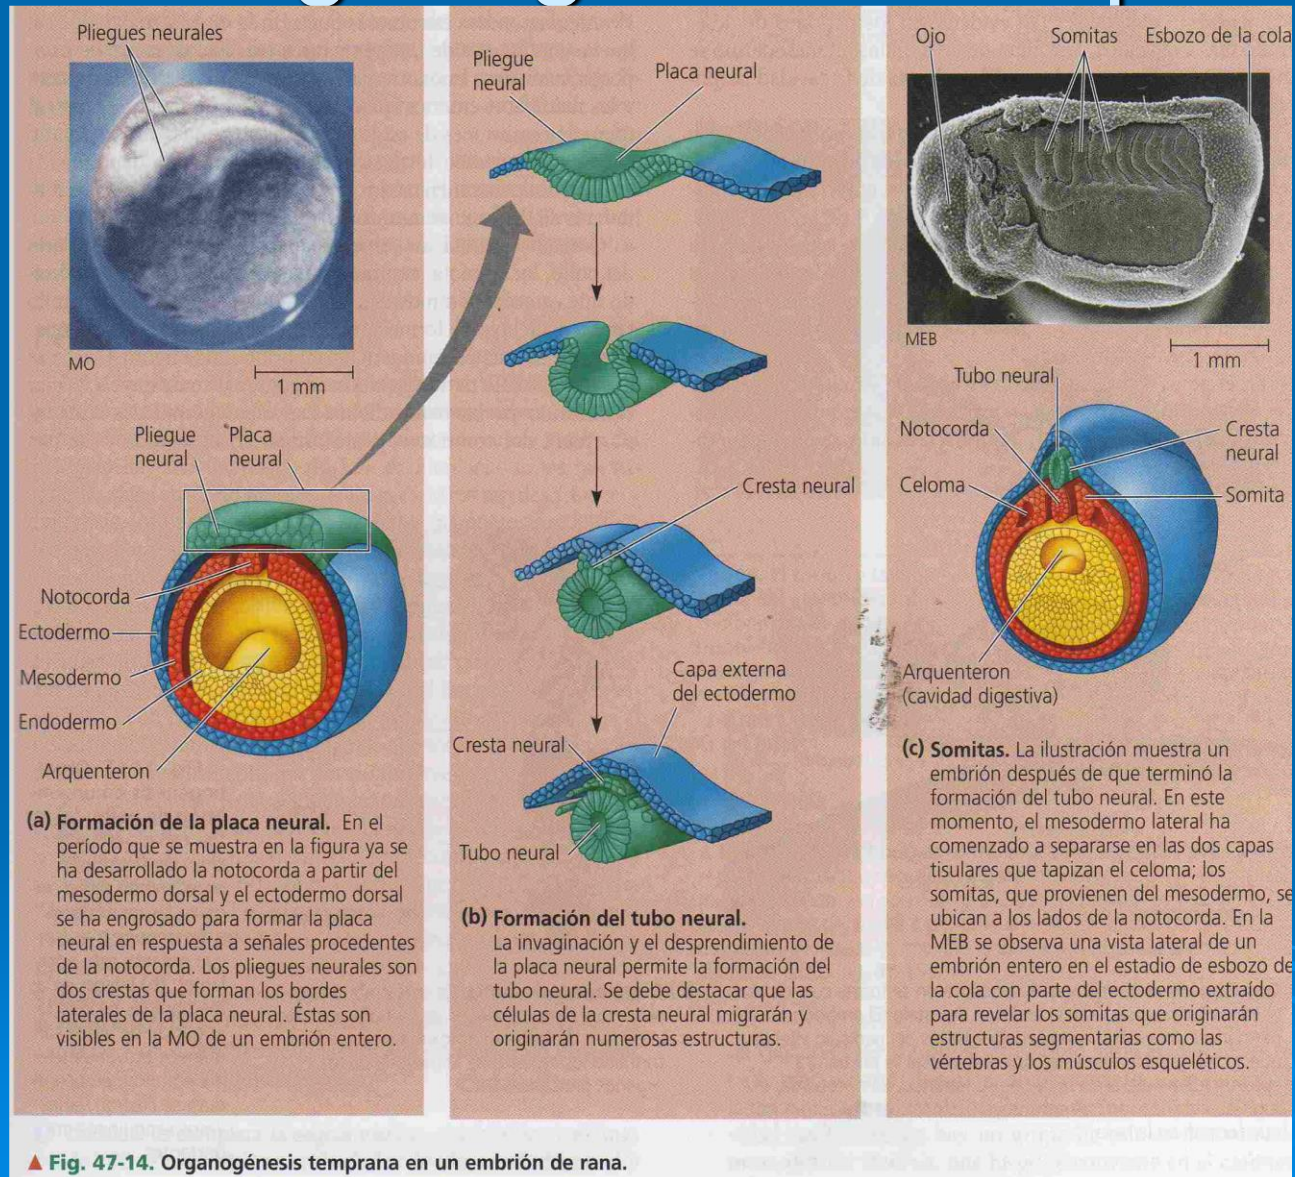 Pliegues neurales
MO
1 mm
Pliegue
neural
Placa
neural
Notocorda
Ectodermo
Mesodermo
Endodermo
Arquenteron
(a) Formación de la placa neural. En el
período que se muestra en la figura ya se
ha desarrollado la notocorda a partir del
mesodermo dorsal y el ectodermo dorsal
se ha engrosado para formar la placa
neural en respuesta a señales procedentes
de la notocorda. Los pliegues neurales son
dos crestas que forman los bordes
laterales de la placa neural. Éstas son
visibles en la MO de un embrión entero.
Pliegue
neural
Placa neural
Cresta neural
Capa externa
del ectodermo
Cresta neural
Tubo neural
(b) Formación del tubo neural.
La invaginación y el desprendimiento de
la placa neural permite la formación del
tubo neural. Se debe destacar que las
células de la cresta neural migrarán y
originarán numerosas estructuras.
Ojo
Somitas
Esbozo de la cola
MEB
1 mm
Tubo neural
Notocorda
Cresta
neural
Celoma
Somita
Arquenteron
(cavidad digestiva)
(c) Somitas. La ilustración muestra un
embrión después de que terminó la
formación del tubo neural. En este
momento, el mesodermo lateral ha
comenzado a separarse en las dos capas
tisulares que tapizan el celoma; los
somitas, que provienen del mesodermo, se
ubican a los lados de la notocorda. En la
MEB se observa una vista lateral de un
embrión entero en el estadio de esbozo de
la cola con parte del ectodermo extraído
para revelar los somitas que originarán
estructuras segmentarias como las
vértebras y los músculos esqueléticos.
▲ Fig. 47-14. Organogénesis temprana en un embrión de rana.